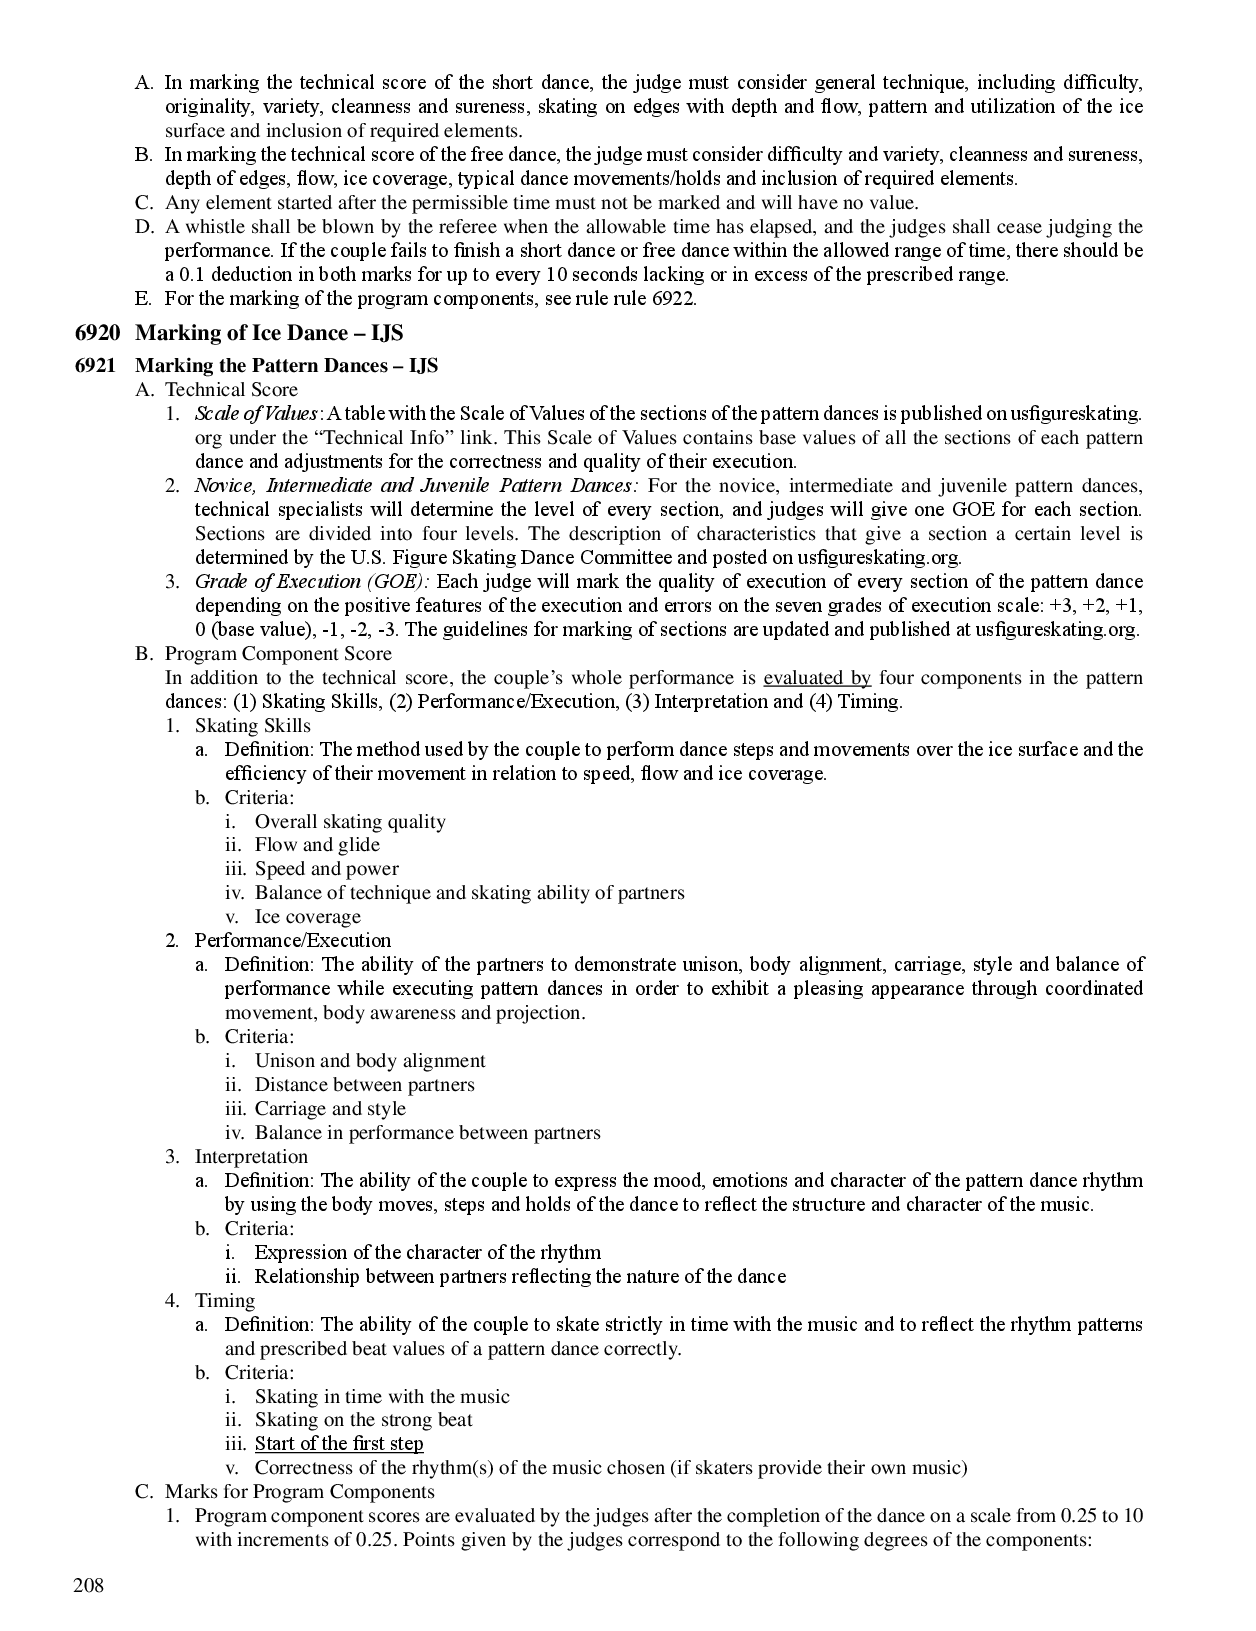 A. In marking the technical score of the short dance, the judge must consider general technique, including difficulty,
originality, variety, cleanness and sureness, skating on edges with depth and flow, pattern and utilization of the ice
surface and inclusion of required elements.
B. In marking the technical score of the free dance, the judge must consider difficulty and variety, cleanness and sureness,
depth of edges, flow, ice coverage, typical dance movements/holds and inclusion of required elements.
C. Any element started after the permissible time must not be marked and will have no value.
D. A whistle shall be blown by the referee when the allowable time has elapsed, and the judges shall cease judging the
performance. If the couple fails to finish a short dance or free dance within the allowed range of time, there should be
a 0.1 deduction in both marks for up to every 10 seconds lacking or in excess of the prescribed range.
E. For the marking of the program components, see rule rule 6922.
6920 Marking of Ice Dance – IJS
6921 Marking the Pattern Dances – IJS
A. Technical Score
1. Scale of Values: A table with the Scale of Values of the sections of the pattern dances is published on usfigureskating.
org under the “Technical Info” link. This Scale of Values contains base values of all the sections of each pattern
dance and adjustments for the correctness and quality of their execution.
2. Novice, Intermediate and Juvenile Pattern Dances: For the novice, intermediate and juvenile pattern dances,
technical specialists will determine the level of every section, and judges will give one GOE for each section.
Sections are divided into four levels. The description of characteristics that give a section a certain level is
determined by the U.S. Figure Skating Dance Committee and posted on usfigureskating.org.
3. Grade of Execution (GOE): Each judge will mark the quality of execution of every section of the pattern dance
depending on the positive features of the execution and errors on the seven grades of execution scale: +3, +2, +1,
0 (base value), -1, -2, -3. The guidelines for marking of sections are updated and published at usfigureskating.org.
B. Program Component Score
In addition to the technical score, the couple’s whole performance is evaluated by four components in the pattern
dances: (1) Skating Skills, (2) Performance/Execution, (3) Interpretation and (4) Timing.
1. Skating Skills
a. Definition: The method used by the couple to perform dance steps and movements over the ice surface and the
efficiency of their movement in relation to speed, flow and ice coverage.
b. Criteria:
i. Overall skating quality
ii. Flow and glide
iii. Speed and power
iv. Balance of technique and skating ability of partners
v. Ice coverage
2. Performance/Execution
a. Definition: The ability of the partners to demonstrate unison, body alignment, carriage, style and balance of
performance while executing pattern dances in order to exhibit a pleasing appearance through coordinated
movement, body awareness and projection.
b. Criteria:
i. Unison and body alignment
ii. Distance between partners
iii. Carriage and style
iv. Balance in performance between partners
3. Interpretation
a. Definition: The ability of the couple to express the mood, emotions and character of the pattern dance rhythm
by using the body moves, steps and holds of the dance to reflect the structure and character of the music.
b. Criteria:
i. Expression of the character of the rhythm
ii. Relationship between partners reflecting the nature of the dance
4. Timing
a. Definition: The ability of the couple to skate strictly in time with the music and to reflect the rhythm patterns
and prescribed beat values of a pattern dance correctly.
b. Criteria:
i. Skating in time with the music
ii. Skating on the strong beat
iii. Start of the first step
v. Correctness of the rhythm(s) of the music chosen (if skaters provide their own music)
C. Marks for Program Components
1. Program component scores are evaluated by the judges after the completion of the dance on a scale from 0.25 to 10
with increments of 0.25. Points given by the judges correspond to the following degrees of the components:
208